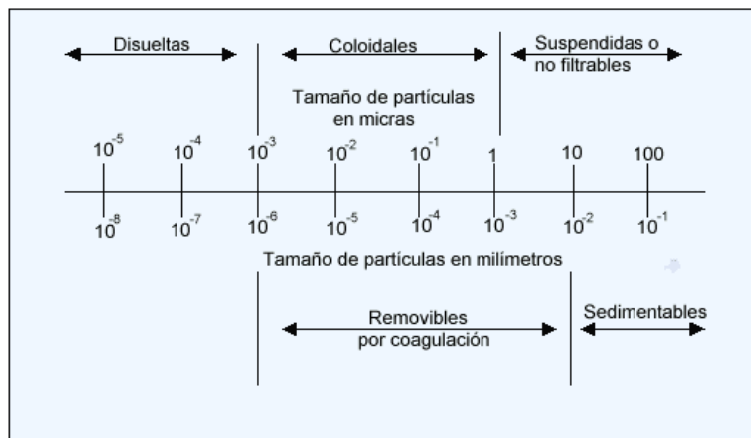 Disueltas
Coloidales
Suspendidas o
no filtrables
Tamaño de partículas
en micras
10^-5 10^-4 10^-3 10^-2 10^-1 1 10 100
10^-8 10^-7 10^-6 10^-5 10^-4 10^-3 10^-2 10^-1
Tamaño de partículas en milímetros
Removibles
por coagulación
Sedimentables